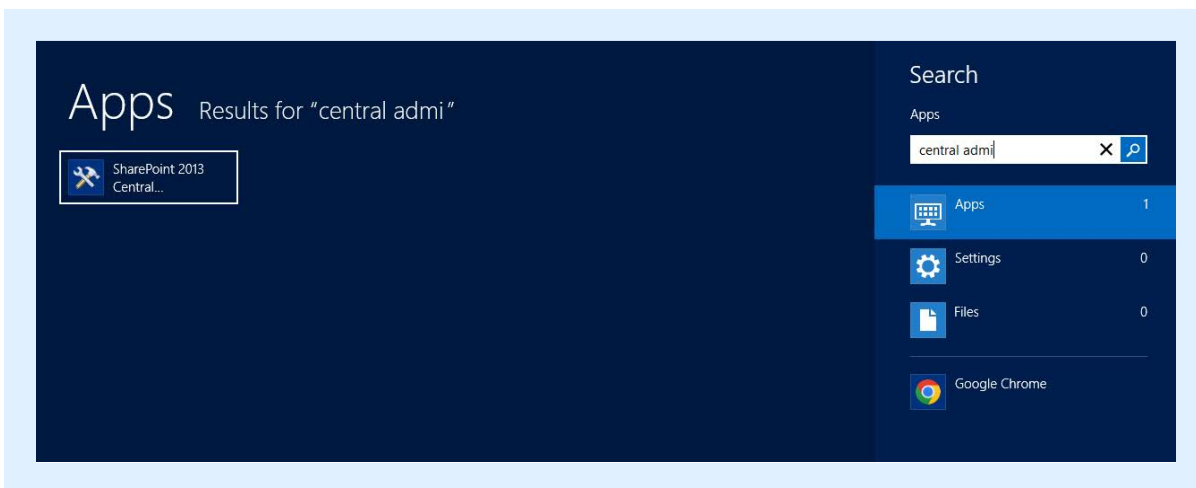 Apps Results for “central admi”
SharePoint 2013
Central...
Search
Apps
central admi
Apps 1
Settings 0
Files 0
Google Chrome